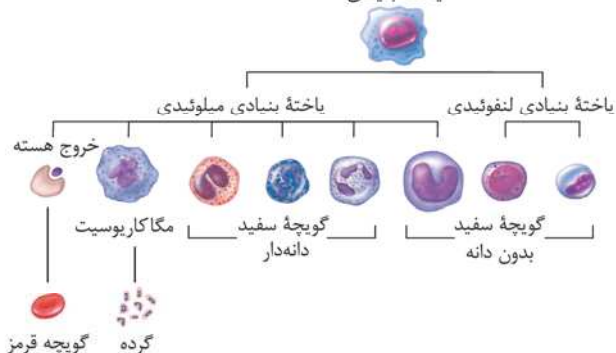 یاختهٔ بنیادی لنفوئیدی
یاختهٔ بنیادی میلوئیدی
خروج هسته
گویچهٔ سفید
بدون دانه
گویچهٔ سفید
دانه‌دار
مگاکاریوسیت
گرده
گویچه قرمز